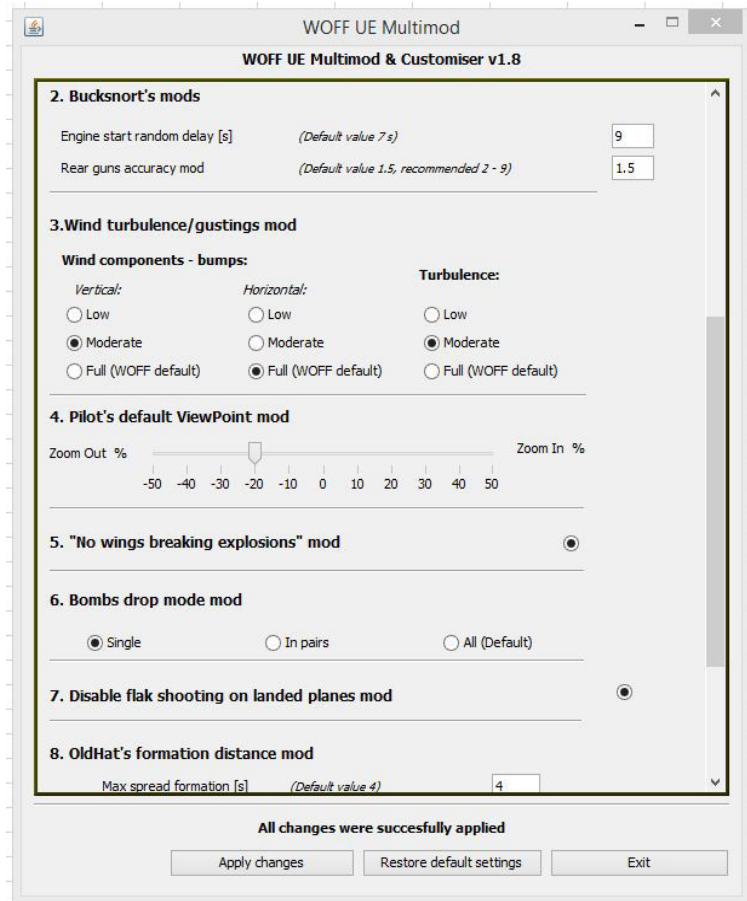 WOFF UE Multimod
WOFF UE Multimod & Customiser v1.8
2. Bucksnort's mods
Engine start random delay [s] (Default value 7 s) 9
Rear guns accuracy mod (Default value 1.5, recommended 2 - 9) 1.5
3.Wind turbulence/gustings mod
Wind components - bumps:
Turbulence:
Vertical: Horizontal:
Low Low Low
Moderate Moderate Moderate
Full (WOFF default) Full (WOFF default) Full (WOFF default)
4. Pilot's default ViewPoint mod
Zoom Out % Zoom In %
-50 -40 -30 -20 -10 0 10 20 30 40 50
5. "No wings breaking explosions" mod
6. Bombs drop mode mod
Single In pairs All (Default)
7. Disable flak shooting on landed planes mod
8. OldHat's formation distance mod
Max spread formation [s] (Default value 4) 4
All changes were succesfully applied
Apply changes Restore default settings Exit